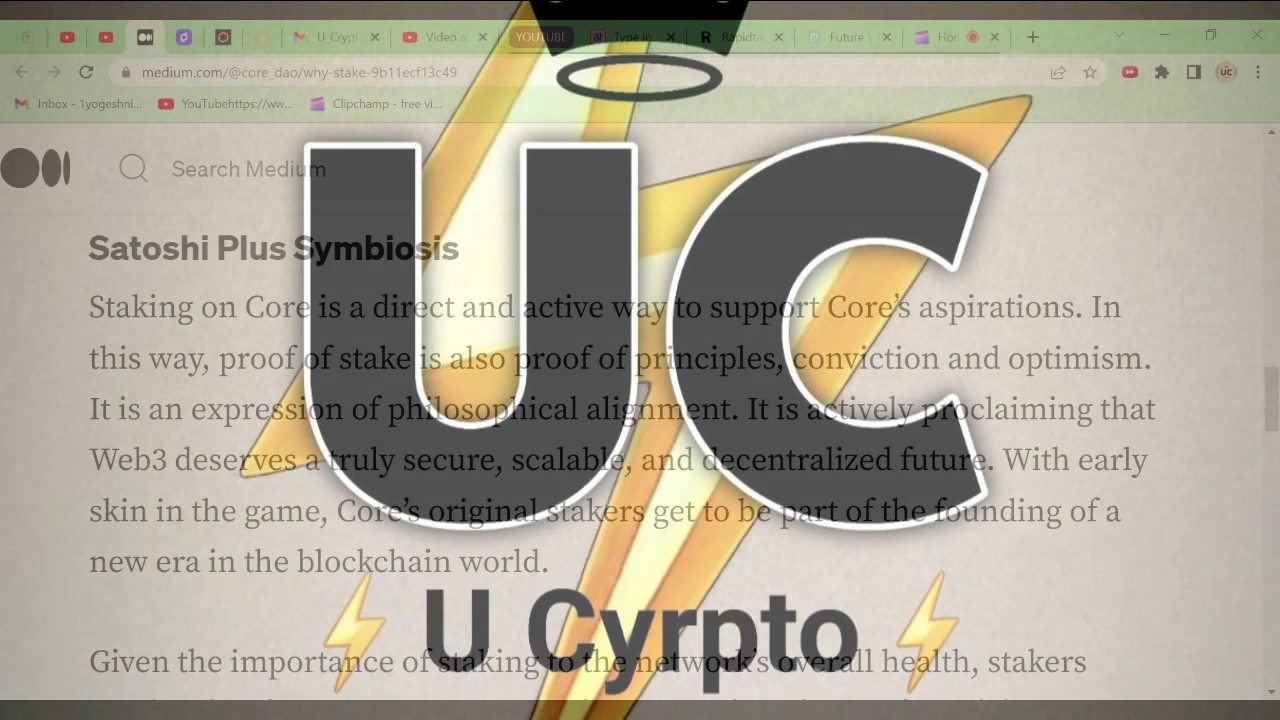 U_Crypt
Video a
YOUTUBE
Type in
Rapidta
Future
Hor
medium.com/@core_dao/why-stake-9b11ecf13c49
UC
Inbox - 1yogeshni...
YouTubehttps://ww...
Clipchamp - free vi...
Search Medium
UC
Satoshi Plus Symbiosis
Staking on Core is a direct and active way to support Core’s aspirations. In
this way, proof of stake is also proof of principles, conviction and optimism.
It is an expression of philosophical alignment. It is actively proclaiming that
Web3 deserves a truly secure, scalable, and decentralized future. With early
skin in the game, Core’s original stakers get to be part of the founding of a
new era in the blockchain world.
U Cyrpto
Given the importance of staking to the network’s overall health, stakers